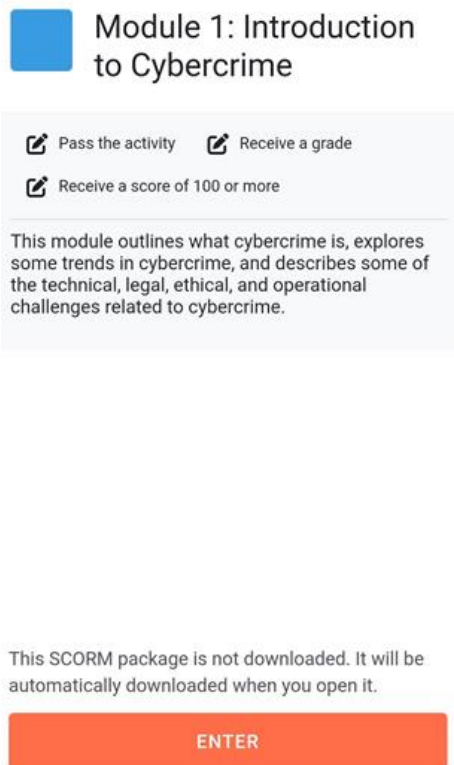 Module 1: Introduction
to Cybercrime
Pass the activity Receive a grade
Receive a score of 100 or more
This module outlines what cybercrime is, explores
some trends in cybercrime, and describes some of
the technical, legal, ethical, and operational
challenges related to cybercrime.
This SCORM package is not downloaded. It will be
automatically downloaded when you open it.
ENTER